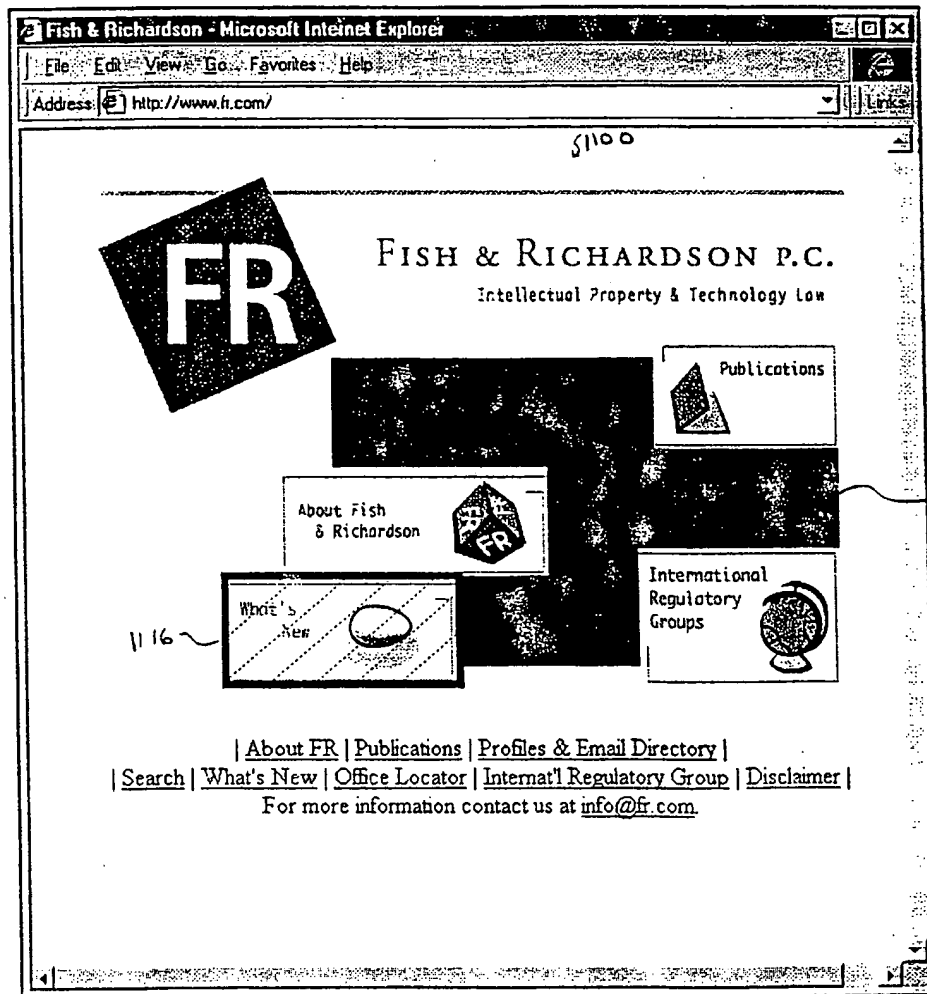 Fish & Richardson - Microsoft Internet Explorer
File Edit View Go Favorites Help
Address http://www.fr.com/ Links
1100
FR
FISH & RICHARDSON P.C.
Intellectual Property & Technology Law
Publications
About Fish
& Richardson
FR
What's
New
1116
International
Regulatory
Groups
| About FR | Publications | Profiles & Email Directory |
| Search | What's New | Office Locator | Internat'l Regulatory Group | Disclaimer |
For more information contact us at info@fr.com.